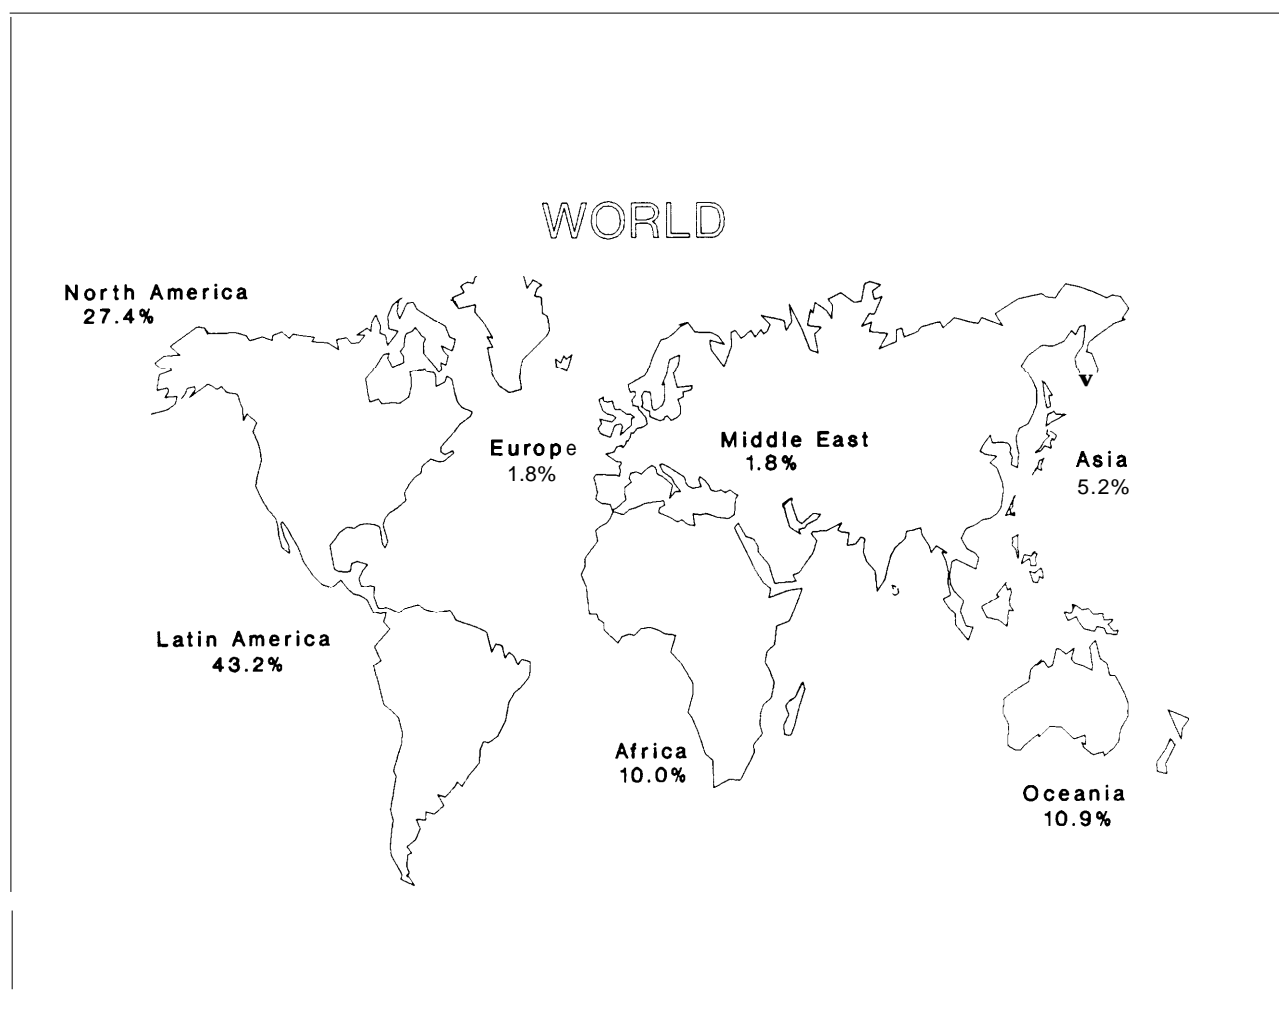 WORLD
North America
27.4%
Europe
1.8%
Middle East
1.8%
Asia
5.2%
Latin America
43.2%
Africa
10.0%
Oceania
10.9%
v